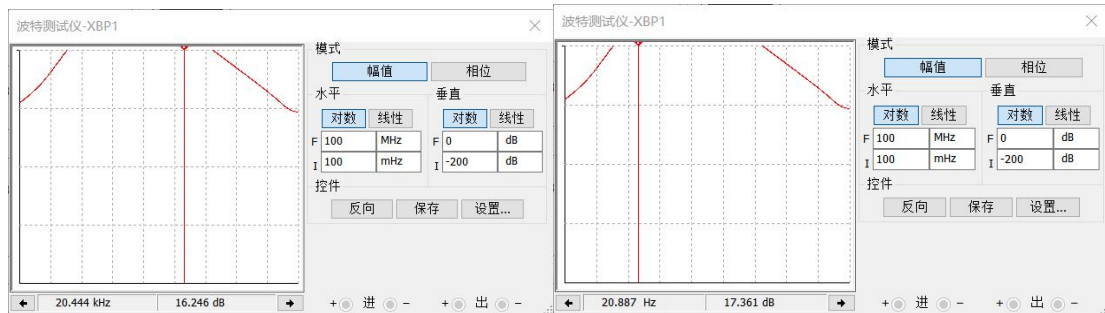 波特测试仪-XBP1
模式
幅值 相位
水平 垂直
对数 线性 对数 线性
F 100 MHz F 0 dB
I 100 mHz I -200 dB
控件
反向 保存 设置...
20.444 kHz 16.246 dB
+ 进 - + 出 -
波特测试仪-XBP1
模式
幅值 相位
水平 垂直
对数 线性 对数 线性
F 100 MHz F 0 dB
I 100 mHz I -200 dB
控件
反向 保存 设置...
20.887 Hz 17.361 dB
+ 进 - + 出 -